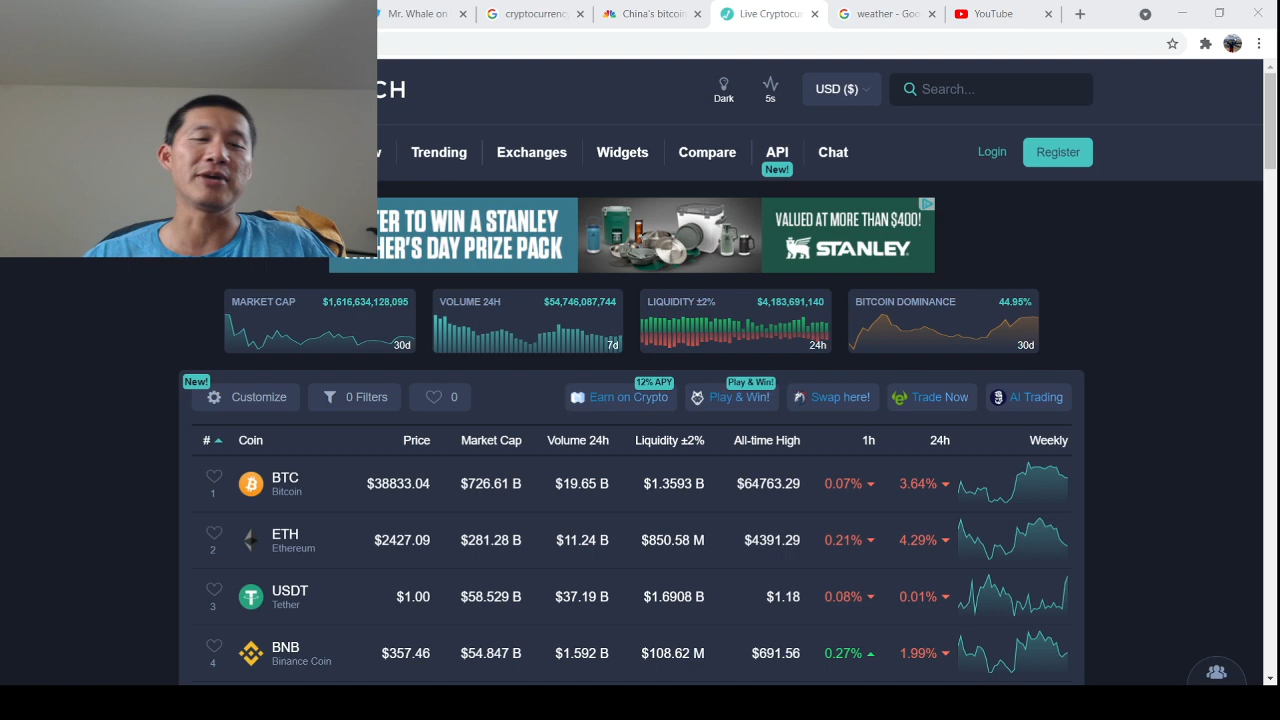 Mr. Whale on
cryptocurrenc
China's bitcoin
Live Cryptocur
weather - Goo
YouTube
CH
Dark
5s
USD ($)
Search...
w
Trending
Exchanges
Widgets
Compare
API
New!
Chat
Login
Register
TER TO WIN A STANLEY
HER'S DAY PRIZE PACK
VALUED AT MORE THAN $400!
STANLEY
MARKET CAP $1,616,634,128,095
30d
VOLUME 24H $54,746,087,744
7d
LIQUIDITY ±2% $4,183,691,140
24h
BITCOIN DOMINANCE 44.95%
30d
New!
Customize
0 Filters
0
12% APY
Earn on Crypto
Play & Win!
Play & Win!
Swap here!
Trade Now
AI Trading
# Coin Price Market Cap Volume 24h Liquidity ±2% All-time High 1h 24h Weekly
1 BTC Bitcoin $38833.04 $726.61 B $19.65 B $1.3593 B $64763.29 0.07% 3.64%
2 ETH Ethereum $2427.09 $281.28 B $11.24 B $850.58 M $4391.29 0.21% 4.29%
3 USDT Tether $1.00 $58.529 B $37.19 B $1.6908 B $1.18 0.08% 0.01%
4 BNB Binance Coin $357.46 $54.847 B $1.592 B $108.62 M $691.56 0.27% 1.99%